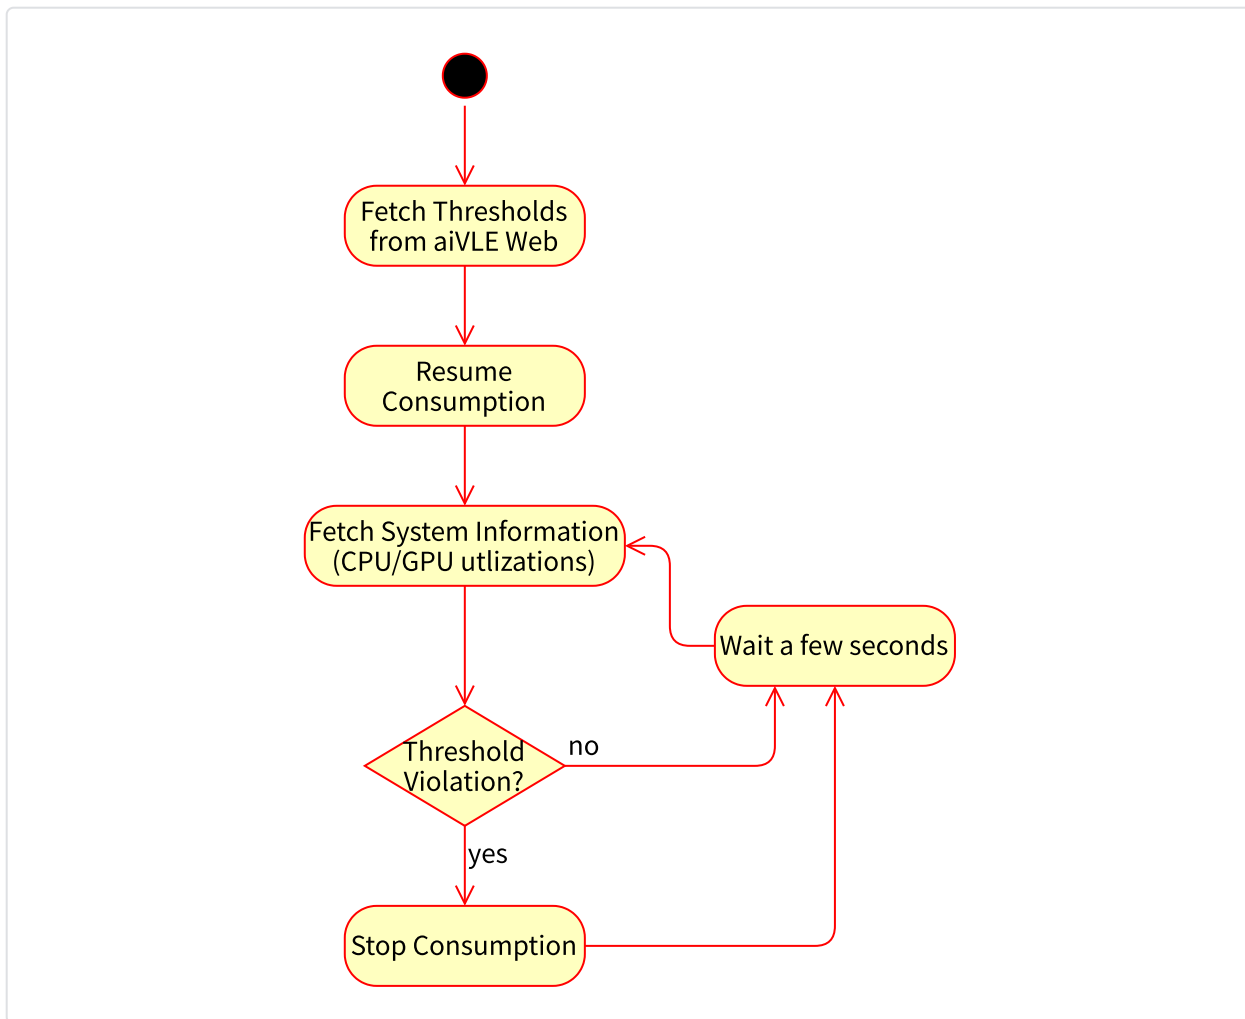 Fetch Thresholds
from aiVLE Web
Resume
Consumption
Fetch System Information
(CPU/GPU utlizations)
Wait a few seconds
Threshold
Violation?
no
yes
Stop Consumption